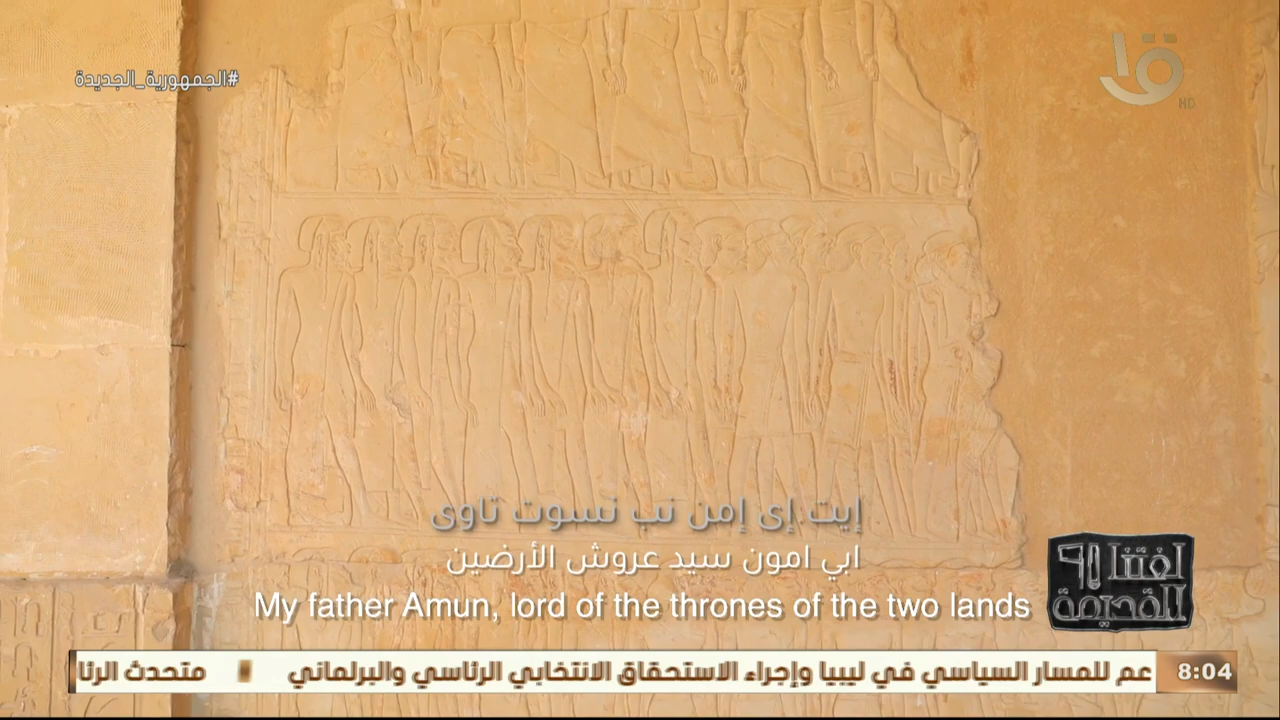 #الجمهورية_الجديدة
HD
إيت إى إمن نب نسوت تاوى
ابي امون سيد عروش الأرضين
My father Amun, lord of the thrones of the two lands
لغتنا
القديمة
عم للمسار السياسي في ليبيا وإجراء الاستحقاق الانتخابي الرئاسي والبرلماني
متحدث الرئا
8:04